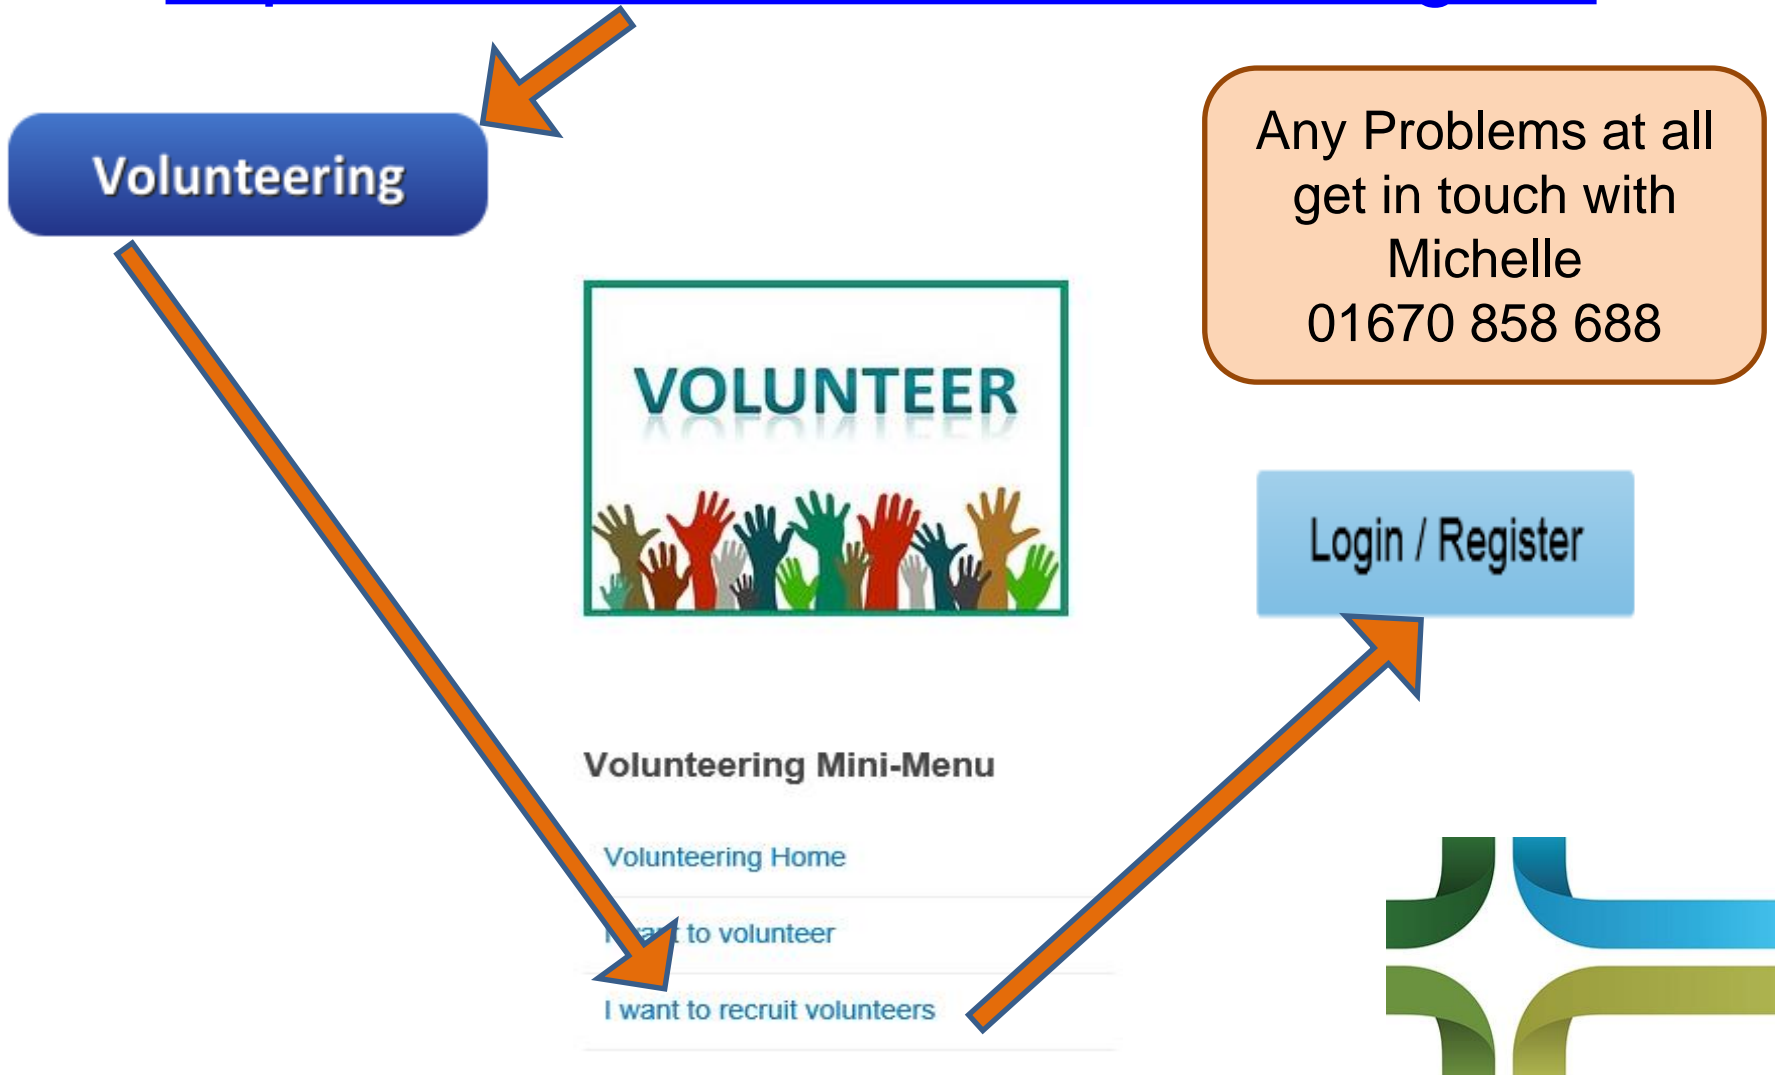 Volunteering
Any Problems at all
get in touch with
Michelle
01670 858 688
VOLUNTEER
Login / Register
Volunteering Mini-Menu
Volunteering Home
I want to volunteer
I want to recruit volunteers